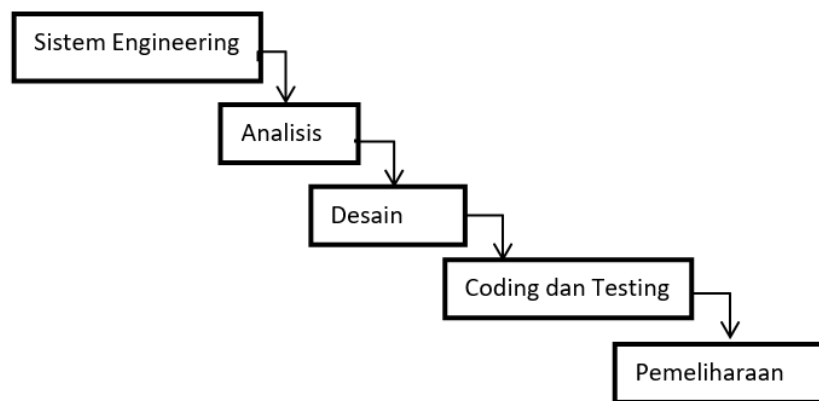 Sistem Engineering
Analisis
Desain
Coding dan Testing
Pemeliharaan